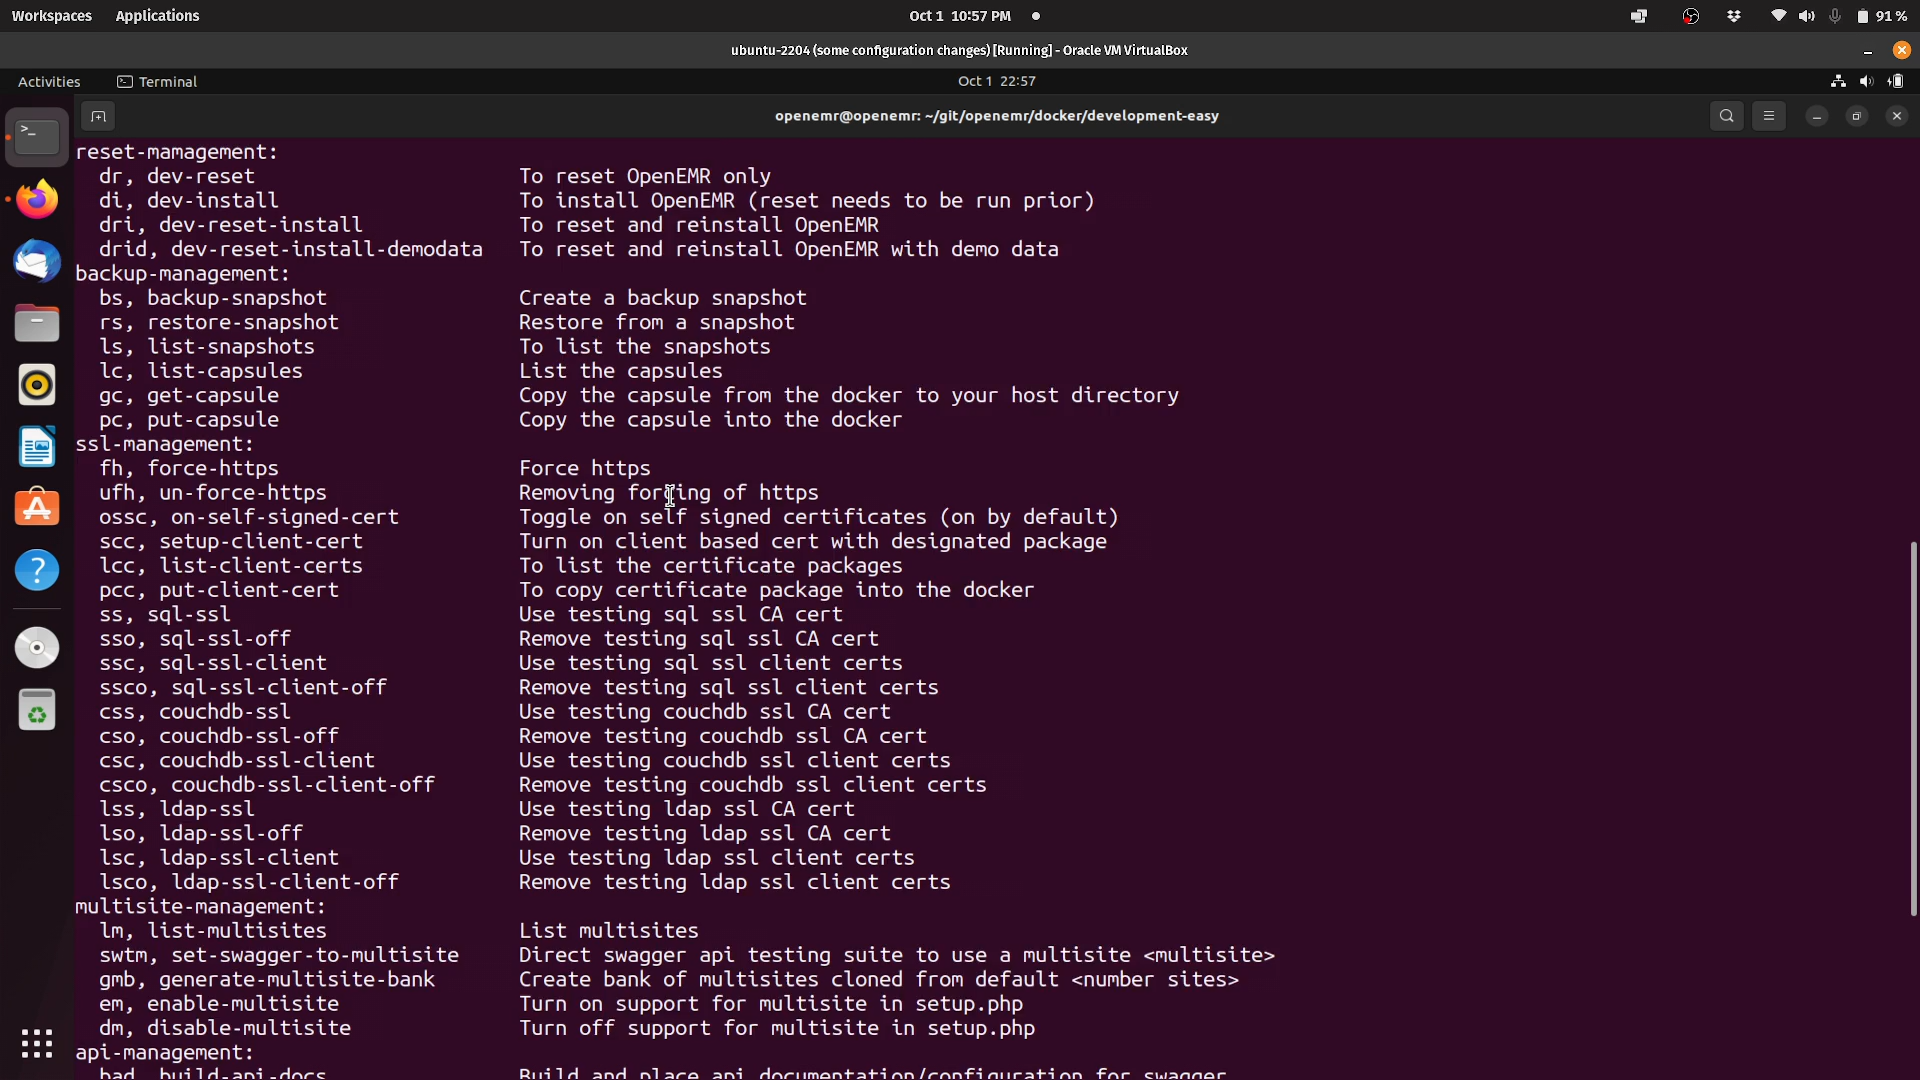 Workspaces Applications Oct 1 10:57 PM 91 %
ubuntu-2204 (some configuration changes) [Running] - Oracle VM VirtualBox
Activities Terminal Oct 1 22:57
openemr@openemr: ~/git/openemr/docker/development-easy
reset-mamagement:
dr, dev-reset To reset OpenEMR only
di, dev-install To install OpenEMR (reset needs to be run prior)
dri, dev-reset-install To reset and reinstall OpenEMR
drid, dev-reset-install-demodata To reset and reinstall OpenEMR with demo data
backup-management:
bs, backup-snapshot Create a backup snapshot
rs, restore-snapshot Restore from a snapshot
ls, list-snapshots To list the snapshots
lc, list-capsules List the capsules
gc, get-capsule Copy the capsule from the docker to your host directory
pc, put-capsule Copy the capsule into the docker
ssl-management:
fh, force-https Force https
ufh, un-force-https Removing forcing of https
ossc, on-self-signed-cert Toggle on self signed certificates (on by default)
scc, setup-client-cert Turn on client based cert with designated package
lcc, list-client-certs To list the certificate packages
pcc, put-client-cert To copy certificate package into the docker
ss, sql-ssl Use testing sql ssl CA cert
sso, sql-ssl-off Remove testing sql ssl CA cert
ssc, sql-ssl-client Use testing sql ssl client certs
ssco, sql-ssl-client-off Remove testing sql ssl client certs
css, couchdb-ssl Use testing couchdb ssl CA cert
cso, couchdb-ssl-off Remove testing couchdb ssl CA cert
csc, couchdb-ssl-client Use testing couchdb ssl client certs
csco, couchdb-ssl-client-off Remove testing couchdb ssl client certs
lss, ldap-ssl Use testing ldap ssl CA cert
lso, ldap-ssl-off Remove testing ldap ssl CA cert
lsc, ldap-ssl-client Use testing ldap ssl client certs
lsco, ldap-ssl-client-off Remove testing ldap ssl client certs
multisite-management:
lm, list-multisites List multisites
swtm, set-swagger-to-multisite Direct swagger api testing suite to use a multisite <multisite>
gmb, generate-multisite-bank Create bank of multisites cloned from default <number sites>
em, enable-multisite Turn on support for multisite in setup.php
dm, disable-multisite Turn off support for multisite in setup.php
api-management:
bad, build-api-docs Build and place api documentation/configuration for swagger